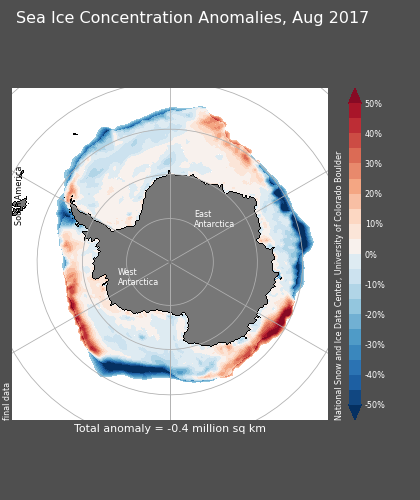 Sea Ice Concentration Anomalies, Aug 2017
South America
East
Antarctica
West
Antarctica
final data
National Snow and Ice Data Center, University of Colorado Boulder
50%
40%
30%
20%
10%
0%
-10%
-20%
-30%
-40%
-50%
Total anomaly = -0.4 million sq km